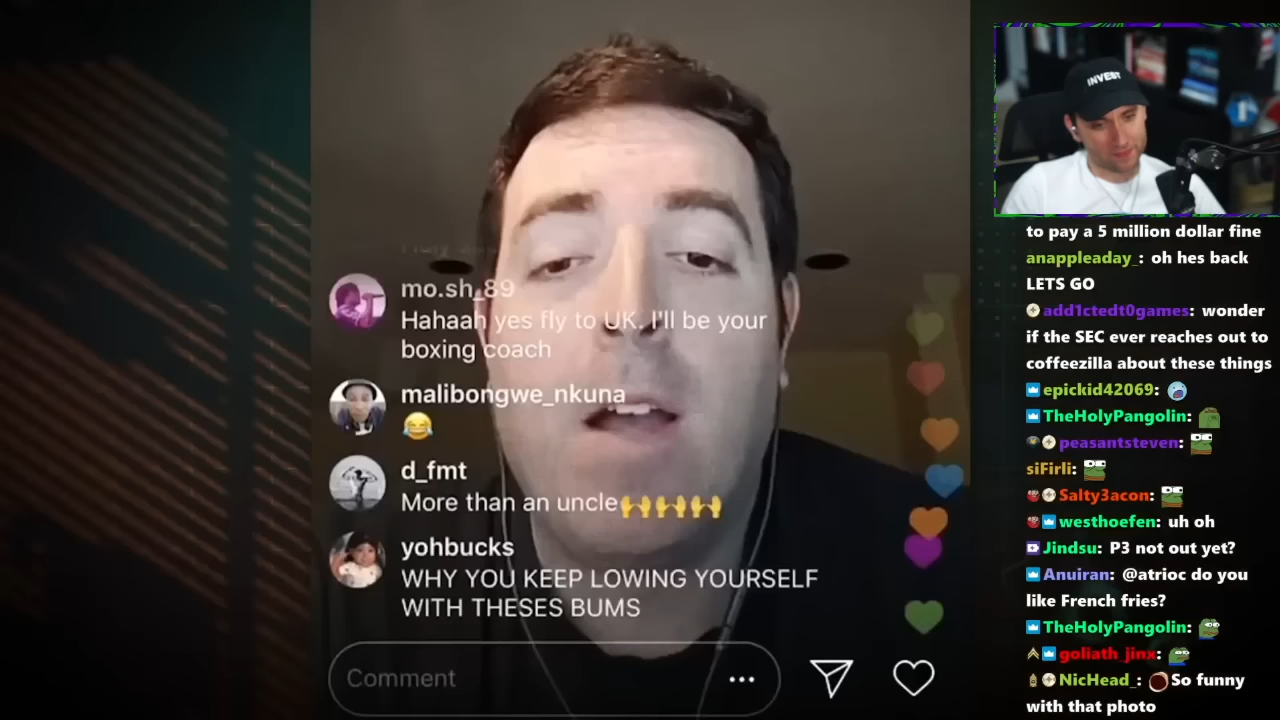 INVEST
mo.sh_89
Hahaah yes fly to UK. I'll be your
boxing coach
malibongwe_nkuna
😂
d_fmt
More than an uncle🙌🙌🙌
yohbucks
WHY YOU KEEP LOWING YOURSELF
WITH THESES BUMS
Comment
to pay a 5 million dollar fine
anappleaday_: oh hes back
LETS GO
add1ctedt0games: wonder
if the SEC ever reaches out to
coffeezilla about these things
epickid42069:
TheHolyPangolin:
peasantsteven:
siFirli:
Salty3acon:
westhoefen: uh oh
Jindsu: P3 not out yet?
Anuiran: @atrioc do you
like French fries?
TheHolyPangolin:
goliath_jinx:
NicHead_: So funny
with that photo